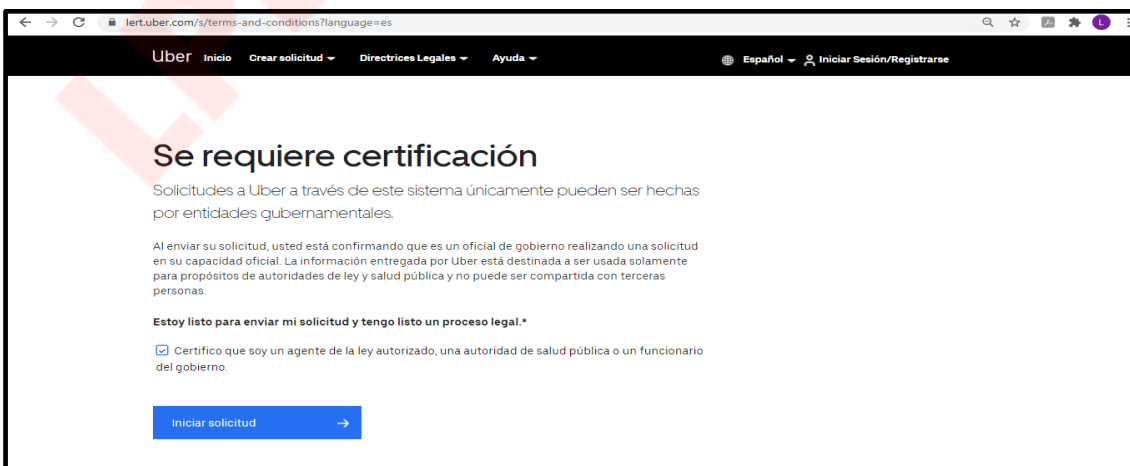 lert.uber.com/s/terms-and-conditions?language=es
Uber Inicio Crear solicitud Directrices Legales Ayuda Español Iniciar Sesión/Registrarse
Se requiere certificación
Solicitudes a Uber a través de este sistema únicamente pueden ser hechas
por entidades gubernamentales.
Al enviar su solicitud, usted está confirmando que es un oficial de gobierno realizando una solicitud
en su capacidad oficial. La información entregada por Uber está destinada a ser usada solamente
para propósitos de autoridades de ley y salud pública y no puede ser compartida con terceras
personas.
Estoy listo para enviar mi solicitud y tengo listo un proceso legal.*
Certifico que soy un agente de la ley autorizado, una autoridad de salud pública o un funcionario
del gobierno.
Iniciar solicitud